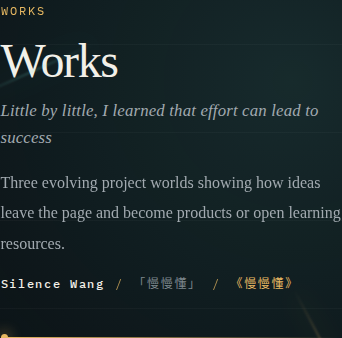 WORKS
Works
Little by little, I learned that effort can lead to
success
Three evolving project worlds showing how ideas
leave the page and become products or open learning
resources.
Silence Wang / 「慢慢懂」 / 《慢慢懂》